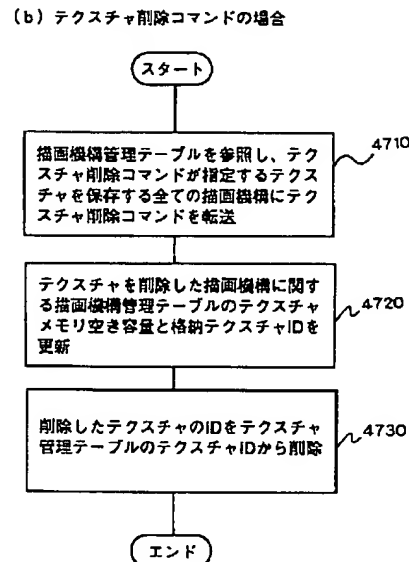 (b) テクスチャ削除コマンドの場合
スタート
描画機構管理テーブルを参照し、テク
スチャ削除コマンドが指定するテクス
チャを保存する全ての描画機構にテク
スチャ削除コマンドを転送
4710
テクスチャを削除した描画機構に関す
る描画機構管理テーブルのテクスチャ
メモリ空き容量と格納テクスチャIDを
更新
4720
削除したテクスチャのIDをテクスチャ
管理テーブルのテクスチャIDから削除
4730
エンド